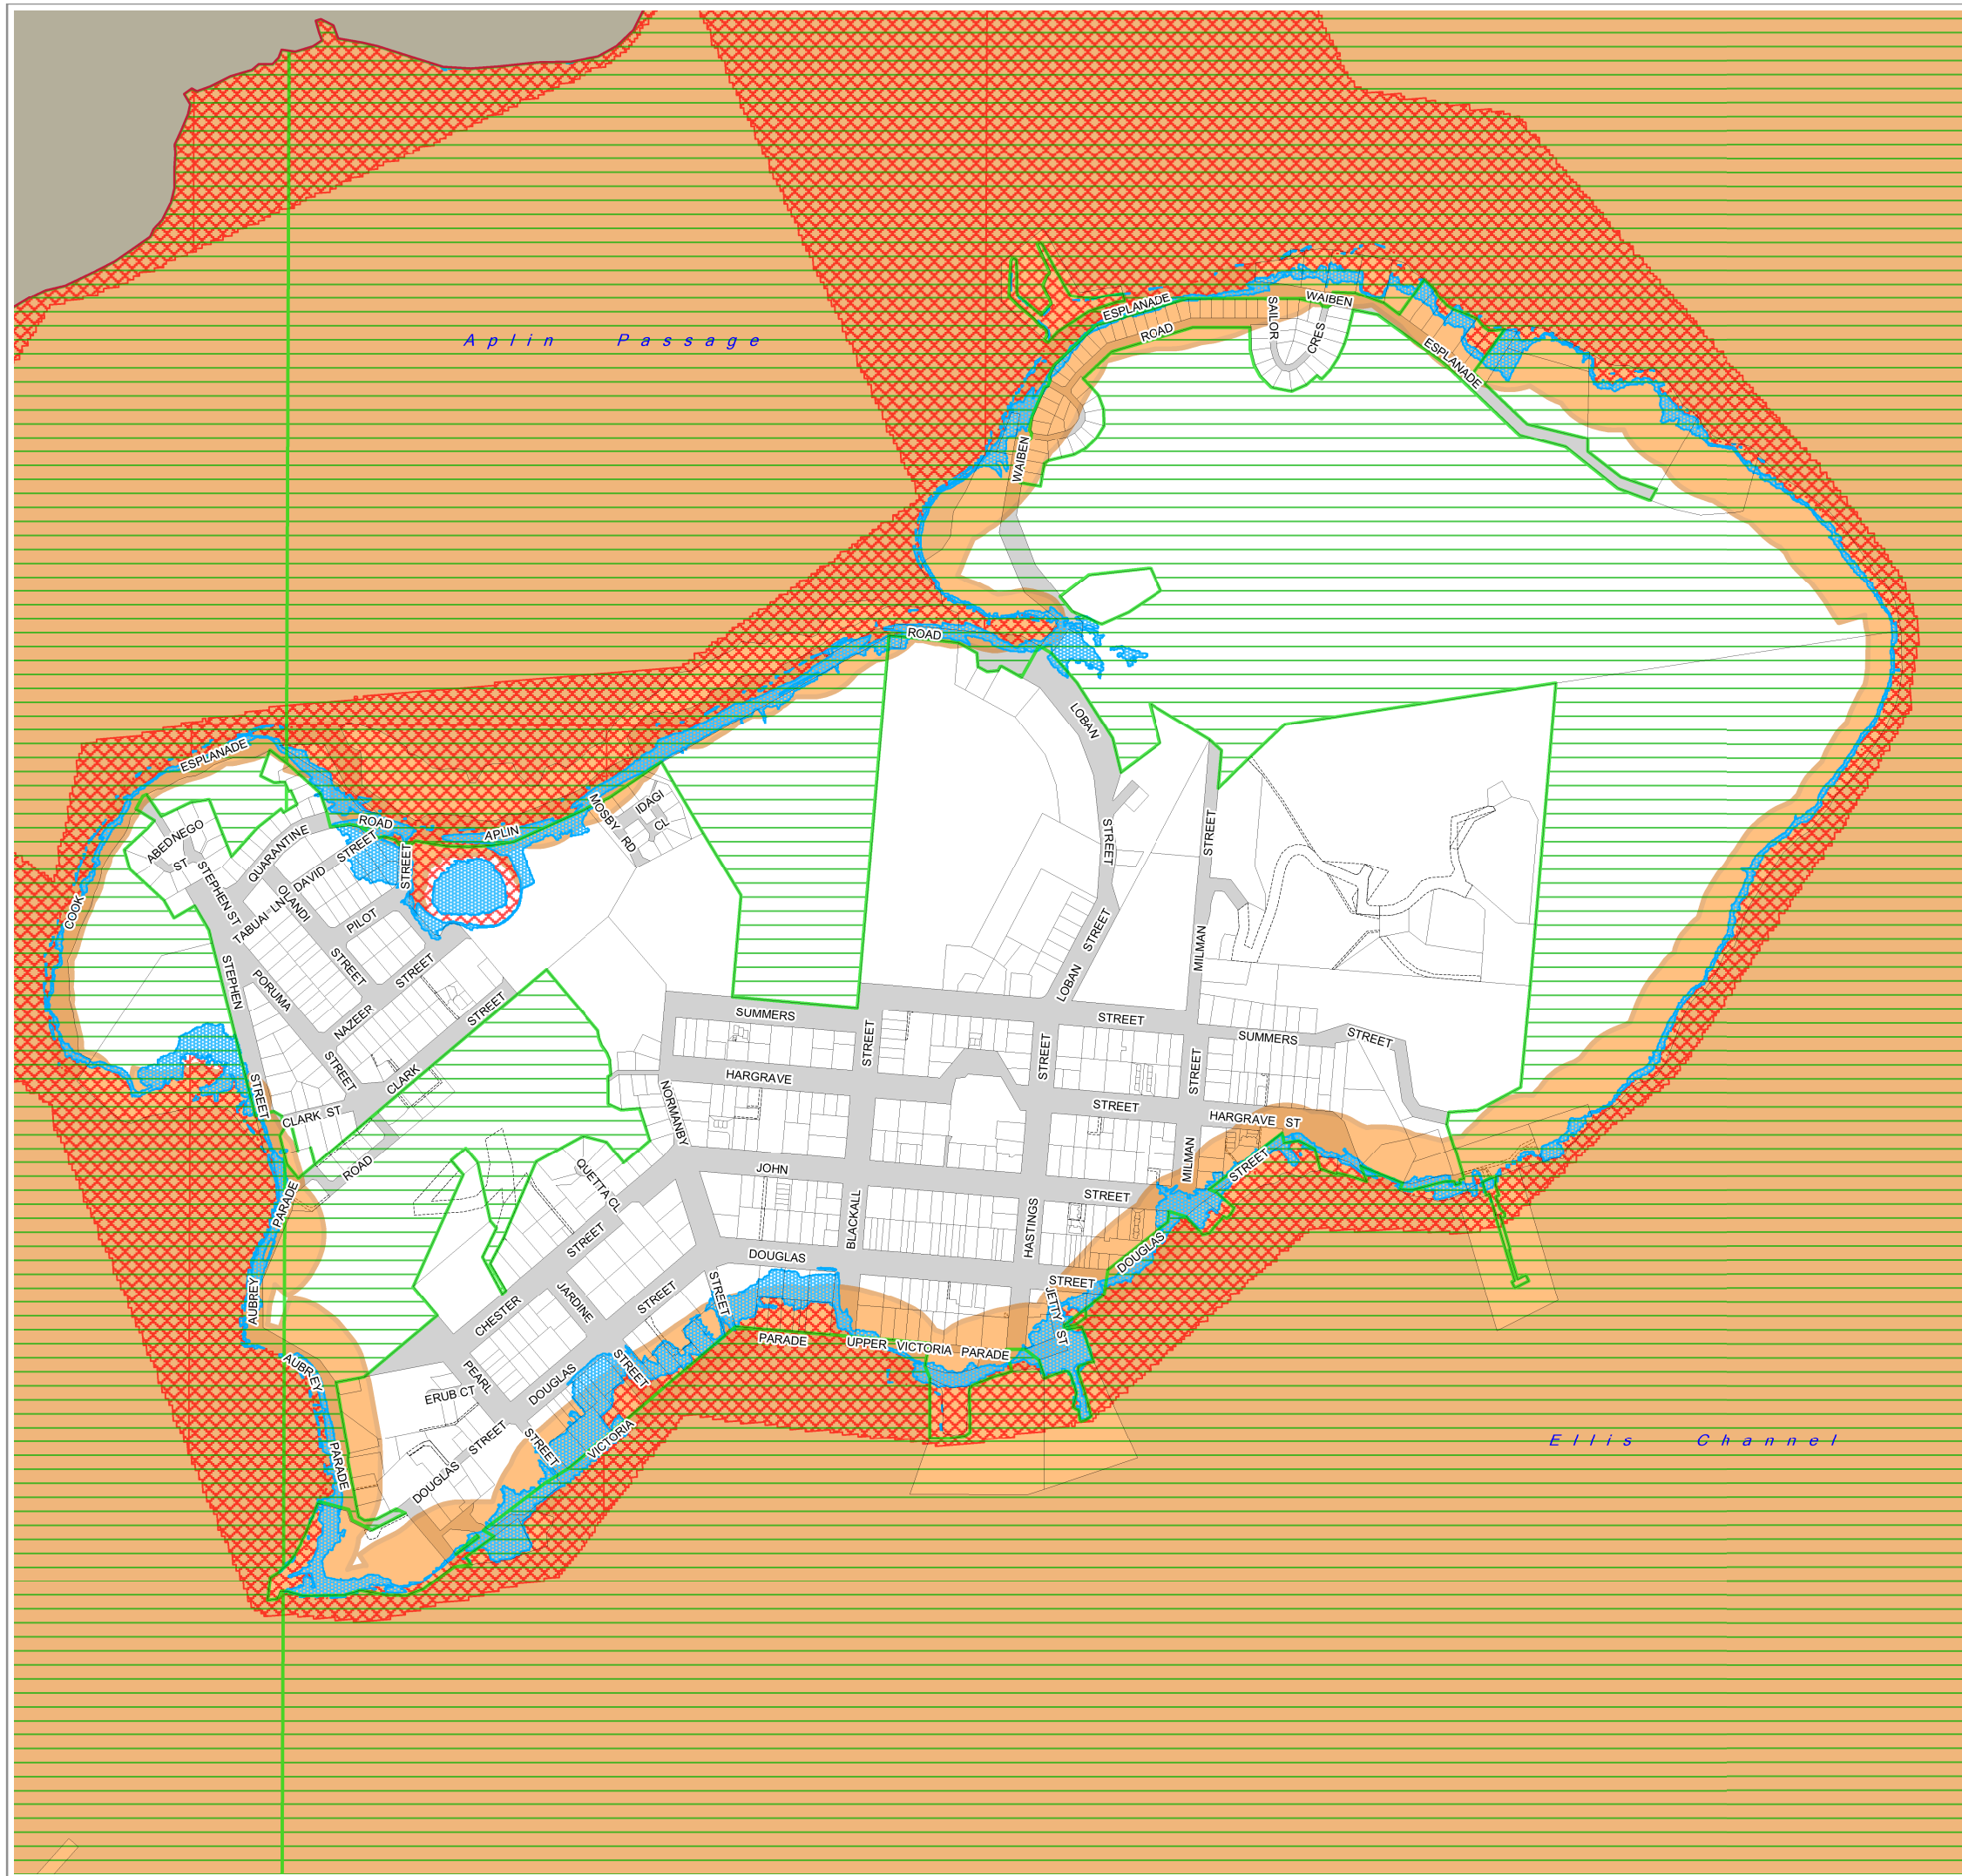 Aplin Passage
WAIBEN
ESPLANADE
SAILOR
ROAD
CRES
ESPLANADE
WAIBEN
ROAD
LOBAN
ESPLANADE
MOSBY RD
IDAGI
CL
ROAD
APLIN
STREET
STREET
ABEDNEGO
ST
QUARANTINE
DAVID STREET
STREET
STEPHEN ST
OLANDI
TABUAI LN
PILOT
COOK
LOBAN STREET
MILMAN
STREET
STREET
STEPHEN
PORUMA
NAZEER
STREET
LOBAN
SUMMERS
STREET
STREET
STREET
SUMMERS
STREET
STREET
STREET
CLARK
HARGRAVE
STREET
STREET
CLARK ST
NORMANBY
HARGRAVE ST
ROAD
JOHN
QUETTA CL
MILMAN
STREET
STREET
PARADE
BLACKALL
HASTINGS
STREET
DOUGLAS
DOUGLAS
AUBREY
STREET
STREET
JETTY ST
CHESTER
JARDINE
STREET
PARADE
UPPER VICTORIA PARADE
AUBREY
PEARL
STREET
DOUGLAS
ERUB CT
STREET
STREET
VICTORIA
PARADE
DOUGLAS
Ellis Channel